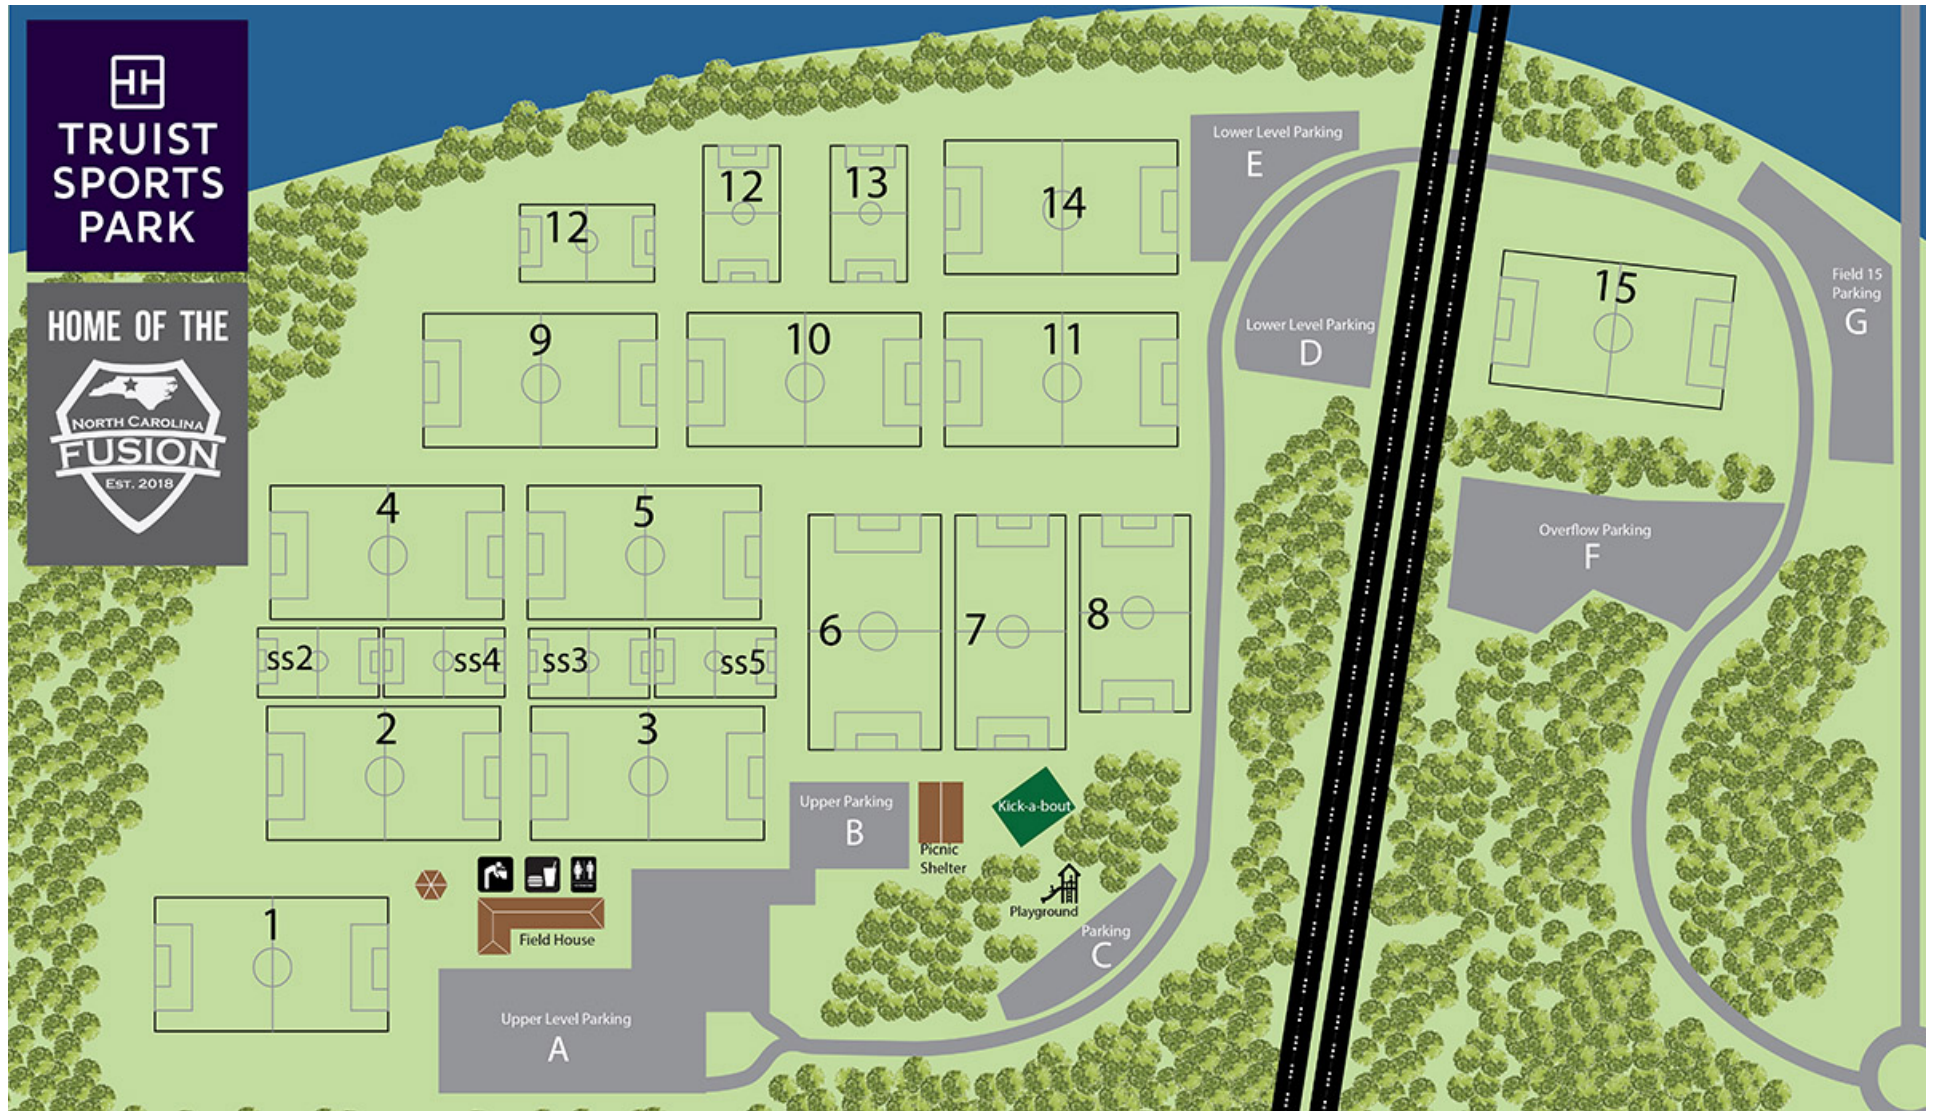 TRUIST
SPORTS
PARK
HOME OF THE
NORTH CAROLINA
FUSION
EST. 2018
12
12
13
14
9
10
11
15
4
5
6
7
8
ss2
ss4
ss3
ss5
2
3
1
Lower Level Parking
E
Lower Level Parking
D
Field 15
Parking
G
Overflow Parking
F
Upper Parking
B
Picnic
Shelter
Kick-a-bout
Playground
Parking
C
Field House
Upper Level Parking
A